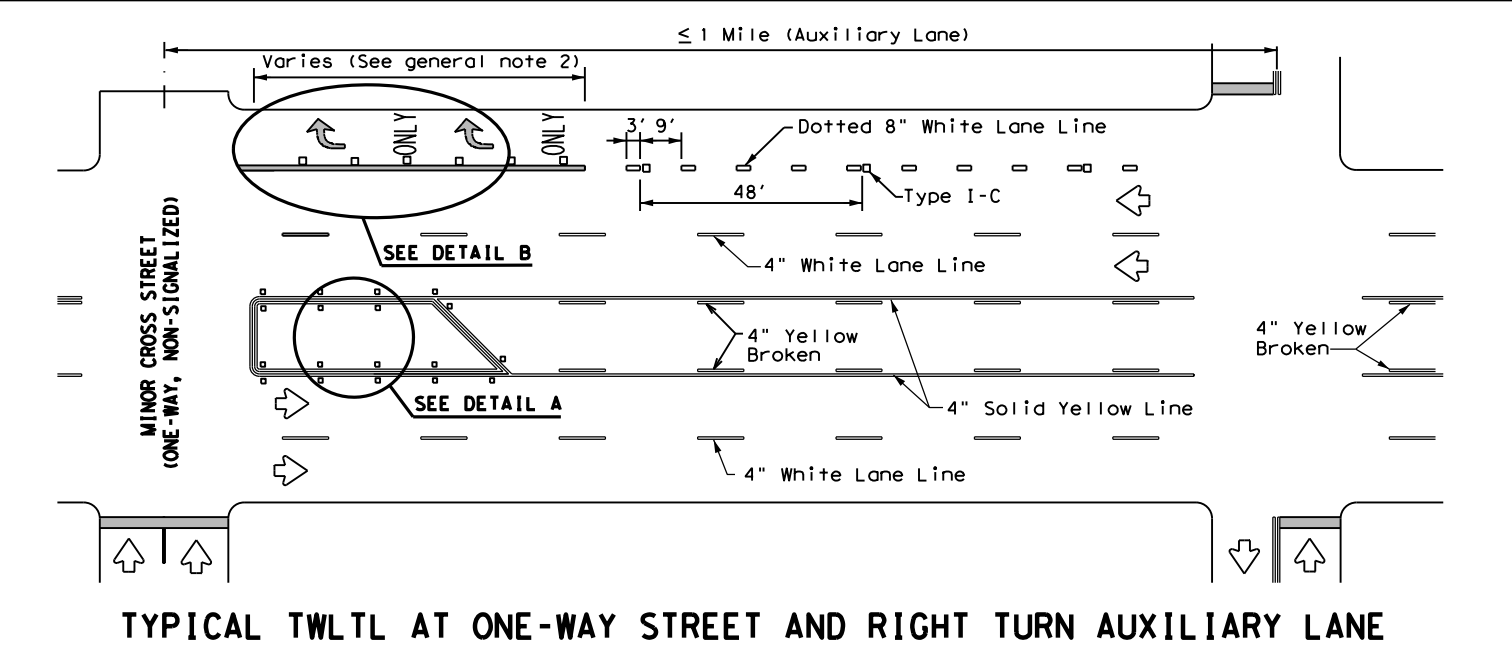 ≤ 1 Mile (Auxiliary Lane)
Varies (See general note 2)
ONLY
ONLY
3' 9'
Dotted 8" White Lane Line
48'
Type I-C
MINOR CROSS STREET
(ONE-WAY, NON-SIGNALIZED)
SEE DETAIL B
4" White Lane Line
4" Yellow
Broken
4" Yellow
Broken
SEE DETAIL A
4" Solid Yellow Line
4" White Lane Line
TYPICAL TWLTL AT ONE-WAY STREET AND RIGHT TURN AUXILIARY LANE